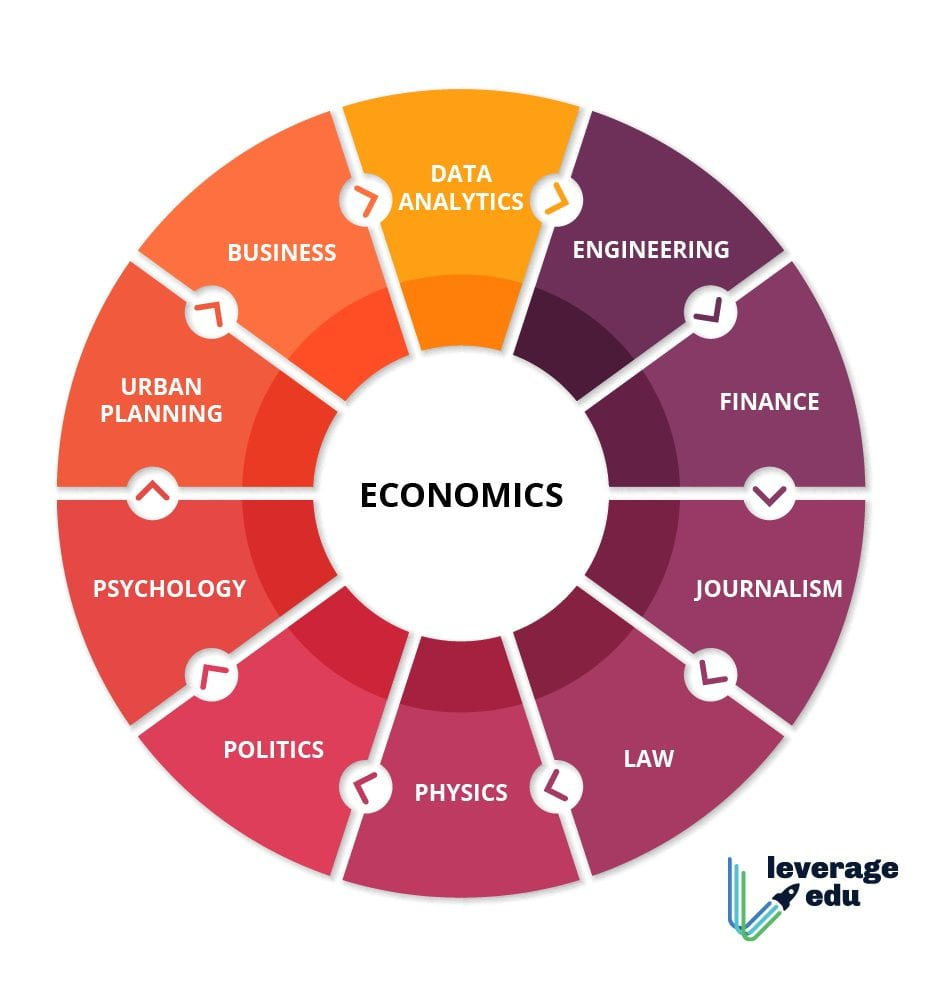 DATA
ANALYTICS
ENGINEERING
FINANCE
JOURNALISM
LAW
PHYSICS
POLITICS
PSYCHOLOGY
URBAN
PLANNING
BUSINESS
ECONOMICS
leverage
edu